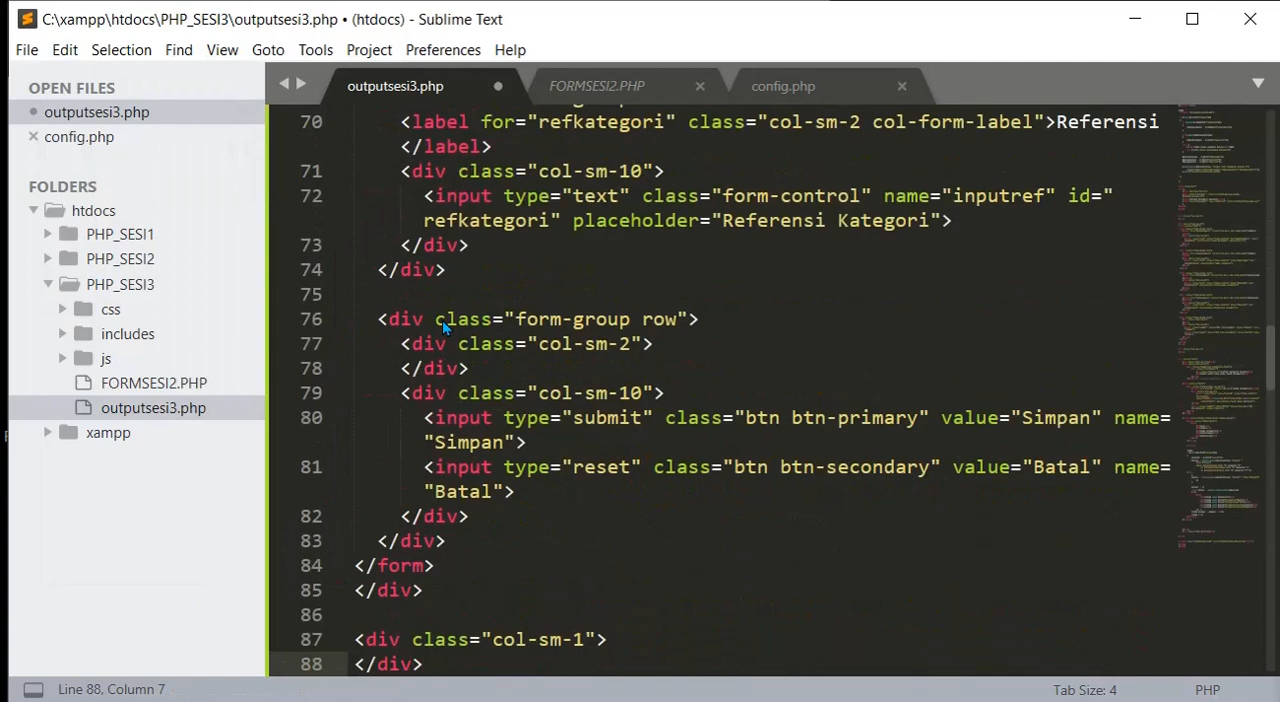 C:\xampp\htdocs\PHP_SESI3\outputsesi3.php • (htdocs) - Sublime Text
File Edit Selection Find View Goto Tools Project Preferences Help
OPEN FILES
outputsesi3.php
config.php
FOLDERS
htdocs
PHP_SESI1
PHP_SESI2
PHP_SESI3
css
includes
js
FORMSESI2.PHP
outputsesi3.php
xampp
outputsesi3.php FORMSESI2.PHP config.php
70 <label for="refkategori" class="col-sm-2 col-form-label">Referensi
</label>
71 <div class="col-sm-10">
72 <input type="text" class="form-control" name="inputref" id="
refkategori" placeholder="Referensi Kategori">
73 </div>
74 </div>
75
76 <div class="form-group row">
77 <div class="col-sm-2">
78 </div>
79 <div class="col-sm-10">
80 <input type="submit" class="btn btn-primary" value="Simpan" name=
"Simpan">
81 <input type="reset" class="btn btn-secondary" value="Batal" name=
"Batal">
82 </div>
83 </div>
84 </form>
85 </div>
86
87 <div class="col-sm-1">
88 </div>
Line 88, Column 7 Tab Size: 4 PHP